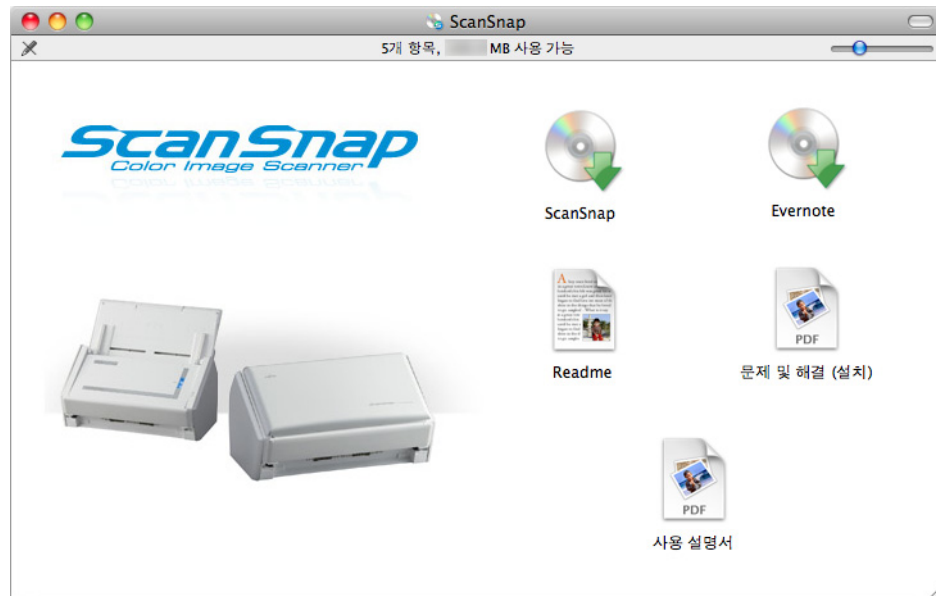 ScanSnap
5개 항목, MB 사용 가능
ScanSnap
Color Image Scanner
ScanSnap
Evernote
Readme
PDF
문제 및 해결 (설치)
PDF
사용 설명서